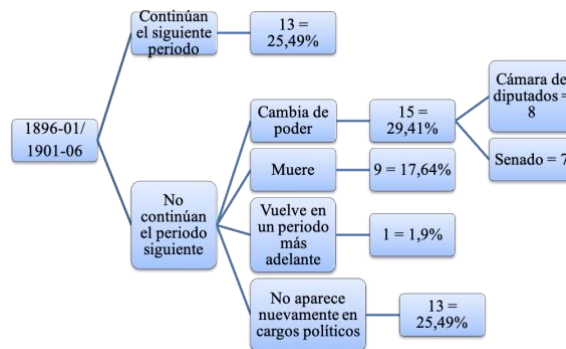 Continúan
el siguiente
periodo
13 =
25,49%
1896-01/
1901-06
No
continúan
el periodo
siguiente
Cambia de
poder
15 =
29,41%
Cámara de
diputados =
8
Senado = 7
Muere
9 = 17,64%
Vuelve en
un periodo
más
adelante
1 = 1,9%
No aparece
nuevamente en
cargos políticos
13 =
25,49%